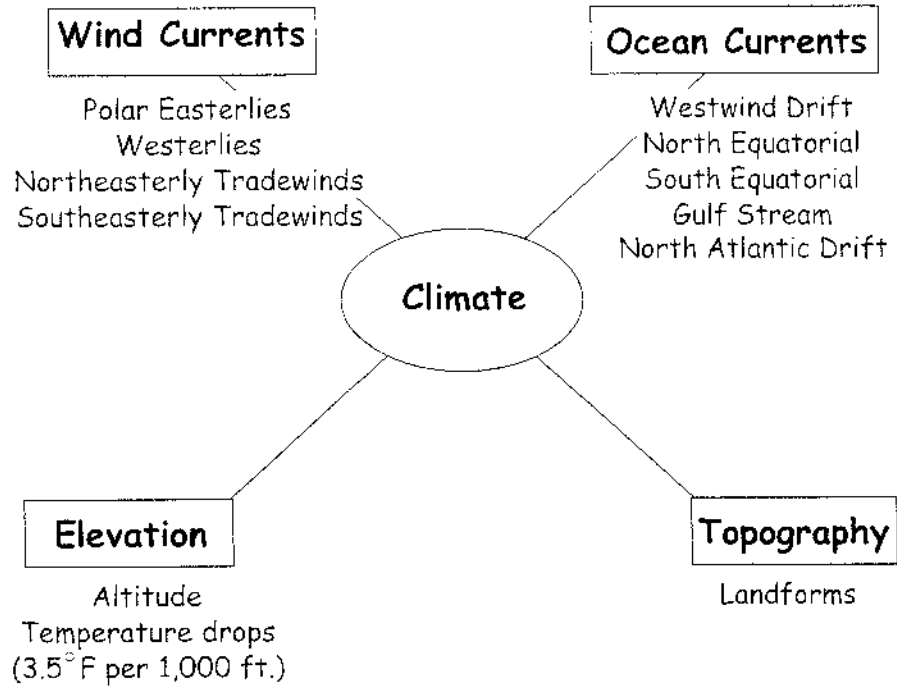 Wind Currents
Polar Easterlies
Westerlies
Northeasterly Tradewinds
Southeasterly Tradewinds
Ocean Currents
Westwind Drift
North Equatorial
South Equatorial
Gulf Stream
North Atlantic Drift
Climate
Elevation
Altitude
Temperature drops
(3.5°F per 1,000 ft.)
Topography
Landforms